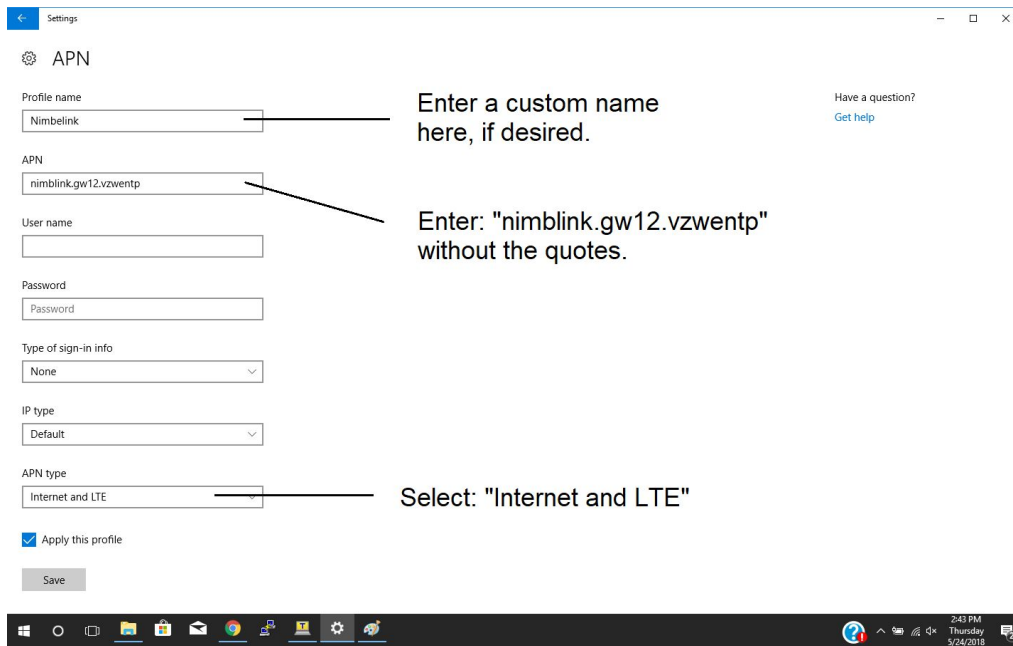 Settings
APN
Profile name
Nimbelink
Enter a custom name
here, if desired.
Have a question?
Get help
APN
nimblink.gw12.vzwentp
Enter: "nimblink.gw12.vzwentp"
without the quotes.
User name
Password
Password
Type of sign-in info
None
IP type
Default
APN type
Internet and LTE
Select: "Internet and LTE"
Apply this profile
Save
2:43 PM
Thursday
5/24/2018